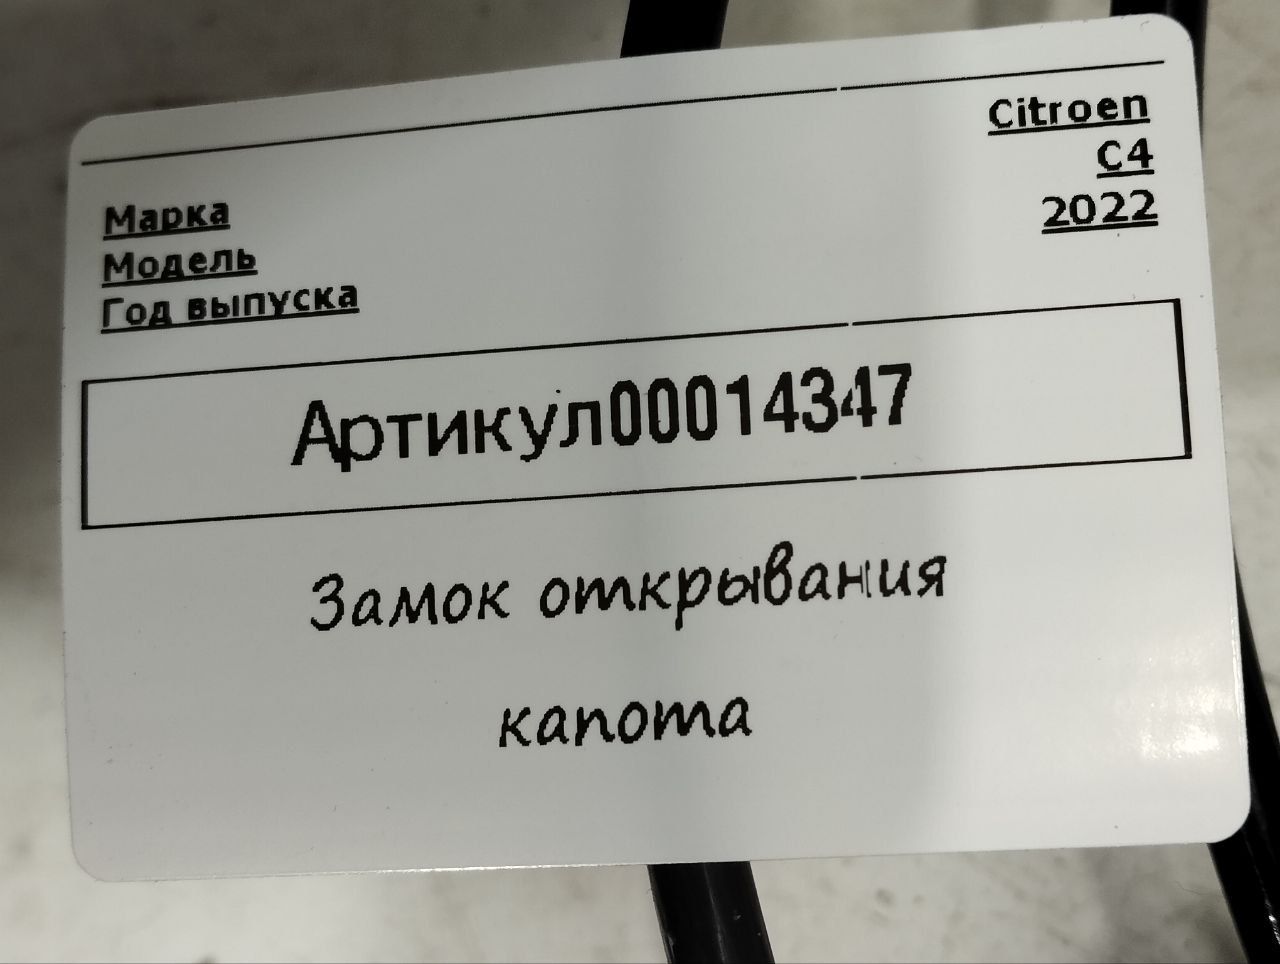 Citroen
C4
2022
Марка
Модель
Год выпуска
Артикул00014347
Замок открывания
капота